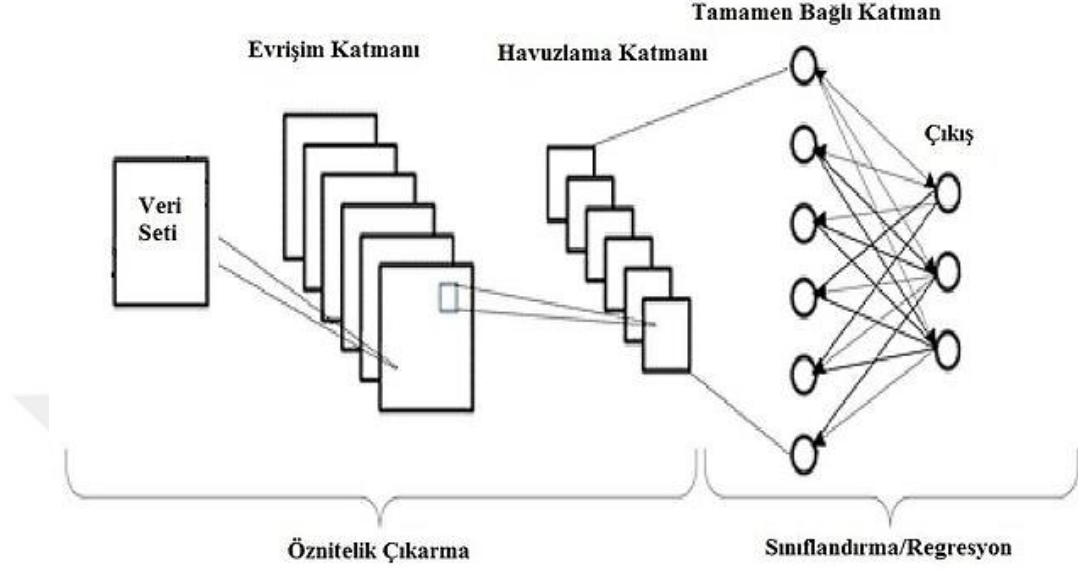 Tamamen Bağlı Katman
Evrişim Katmanı
Havuzlama Katmanı
Çıkış
Veri
Seti
Öznitelik Çıkarma
Sınıflandırma/Regresyon